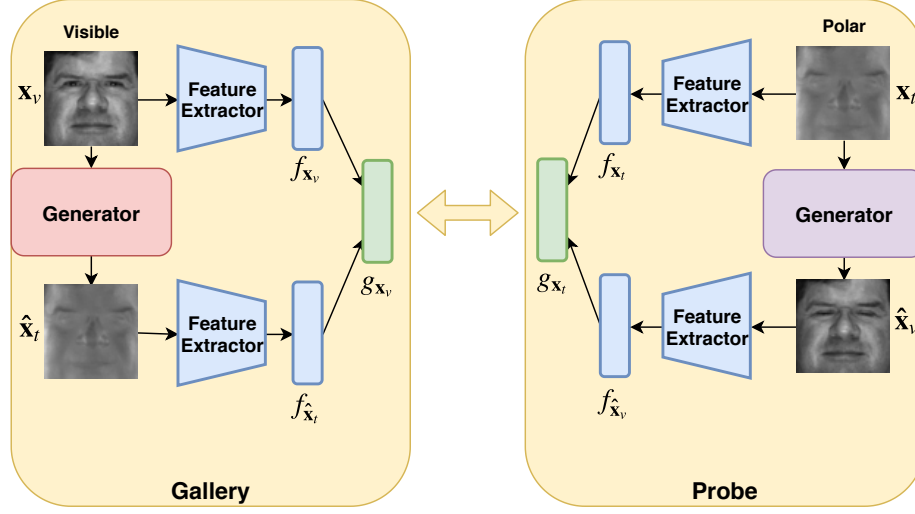 Visible
x_v
Feature
Extractor
f_{x_v}
Generator
g_{x_v}
x̂_t
Feature
Extractor
f_{x̂_t}
Gallery
Polar
x_t
Feature
Extractor
f_{x_t}
Generator
g_{x_t}
x̂_v
Feature
Extractor
f_{x̂_v}
Probe